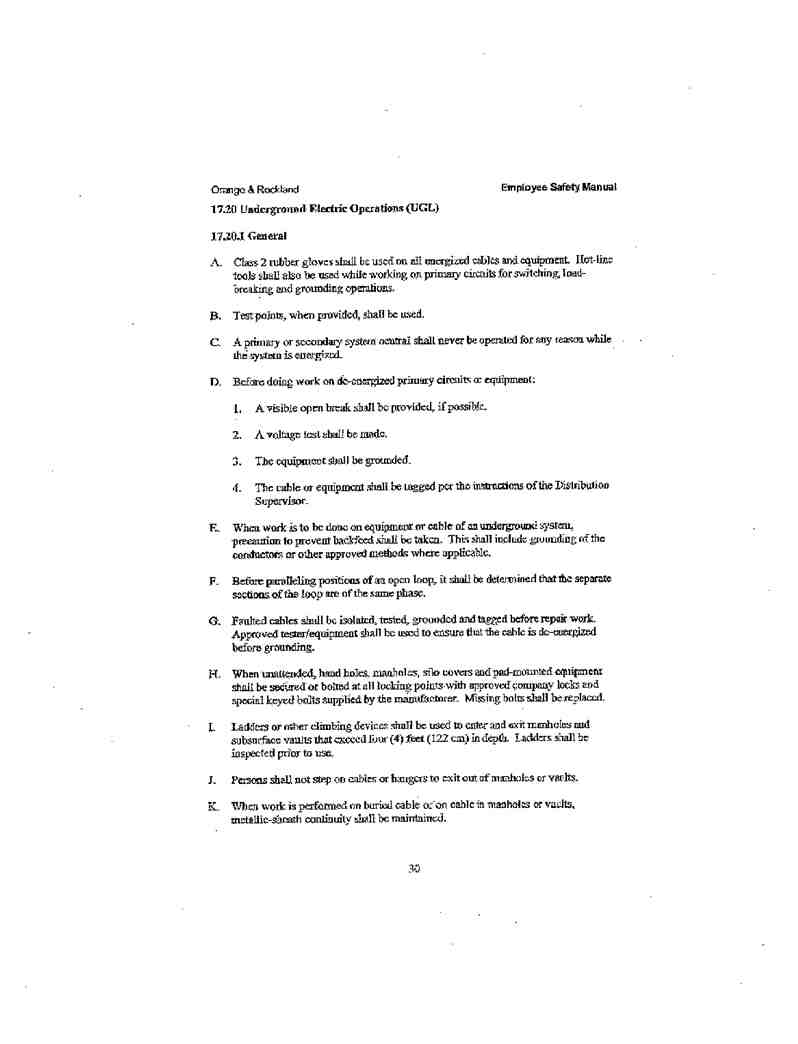 Orange & Rockland Employee Safety Manual
17.20 Underground Electric Operations (UGL)
17.20.1 General
A. Class 2 rubber gloves shall be used on all energized cables and equipment. Hot-line
tools shall also be used while working on primary circuits for switching, load-
breaking and grounding operations.
B. Test points, when provided, shall be used.
C. A primary or secondary system neutral shall never be operated for any reason while
the system is energized.
D. Before doing work on de-energized primary circuits or equipment:
1. A visible open break shall be provided, if possible.
2. A voltage test shall be made.
3. The equipment shall be grounded.
4. The cable or equipment shall be tagged per the instructions of the Distribution
Supervisor.
E. When work is to be done on equipment or cable of an underground system,
precaution to prevent backfeed shall be taken. This shall include grounding of the
conductors or other approved methods where applicable.
F. Before paralleling positions of an open loop, it shall be determined that the separate
sections of the loop are of the same phase.
G. Faulted cables shall be isolated, tested, grounded and tagged before repair work.
Approved tester/equipment shall be used to ensure that the cable is de-energized
before grounding.
H. When unattended, hand holes, manholes, silo covers and pad-mounted equipment
shall be secured or bolted at all locking points with approved company locks and
special keyed bolts supplied by the manufacturer. Missing bolts shall be replaced.
I. Ladders or other climbing devices shall be used to enter and exit manholes and
subsurface vaults that exceed four (4) feet (122 cm) in depth. Ladders shall be
inspected prior to use.
J. Persons shall not step on cables or hangers to exit out of manholes or vaults.
K. When work is performed on buried cable or on cable in manholes or vaults,
metallic-sheath continuity shall be maintained.
30